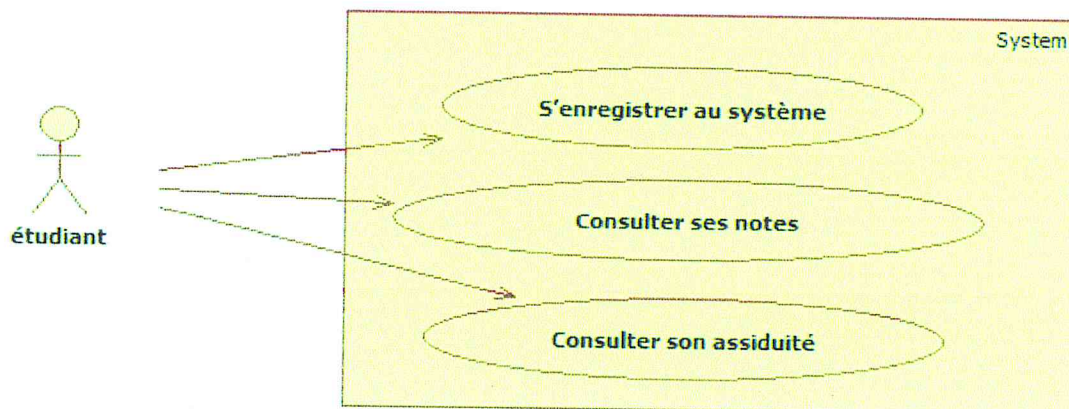 System
S'enregistrer au système
Consulter ses notes
étudiant
Consulter son assiduité